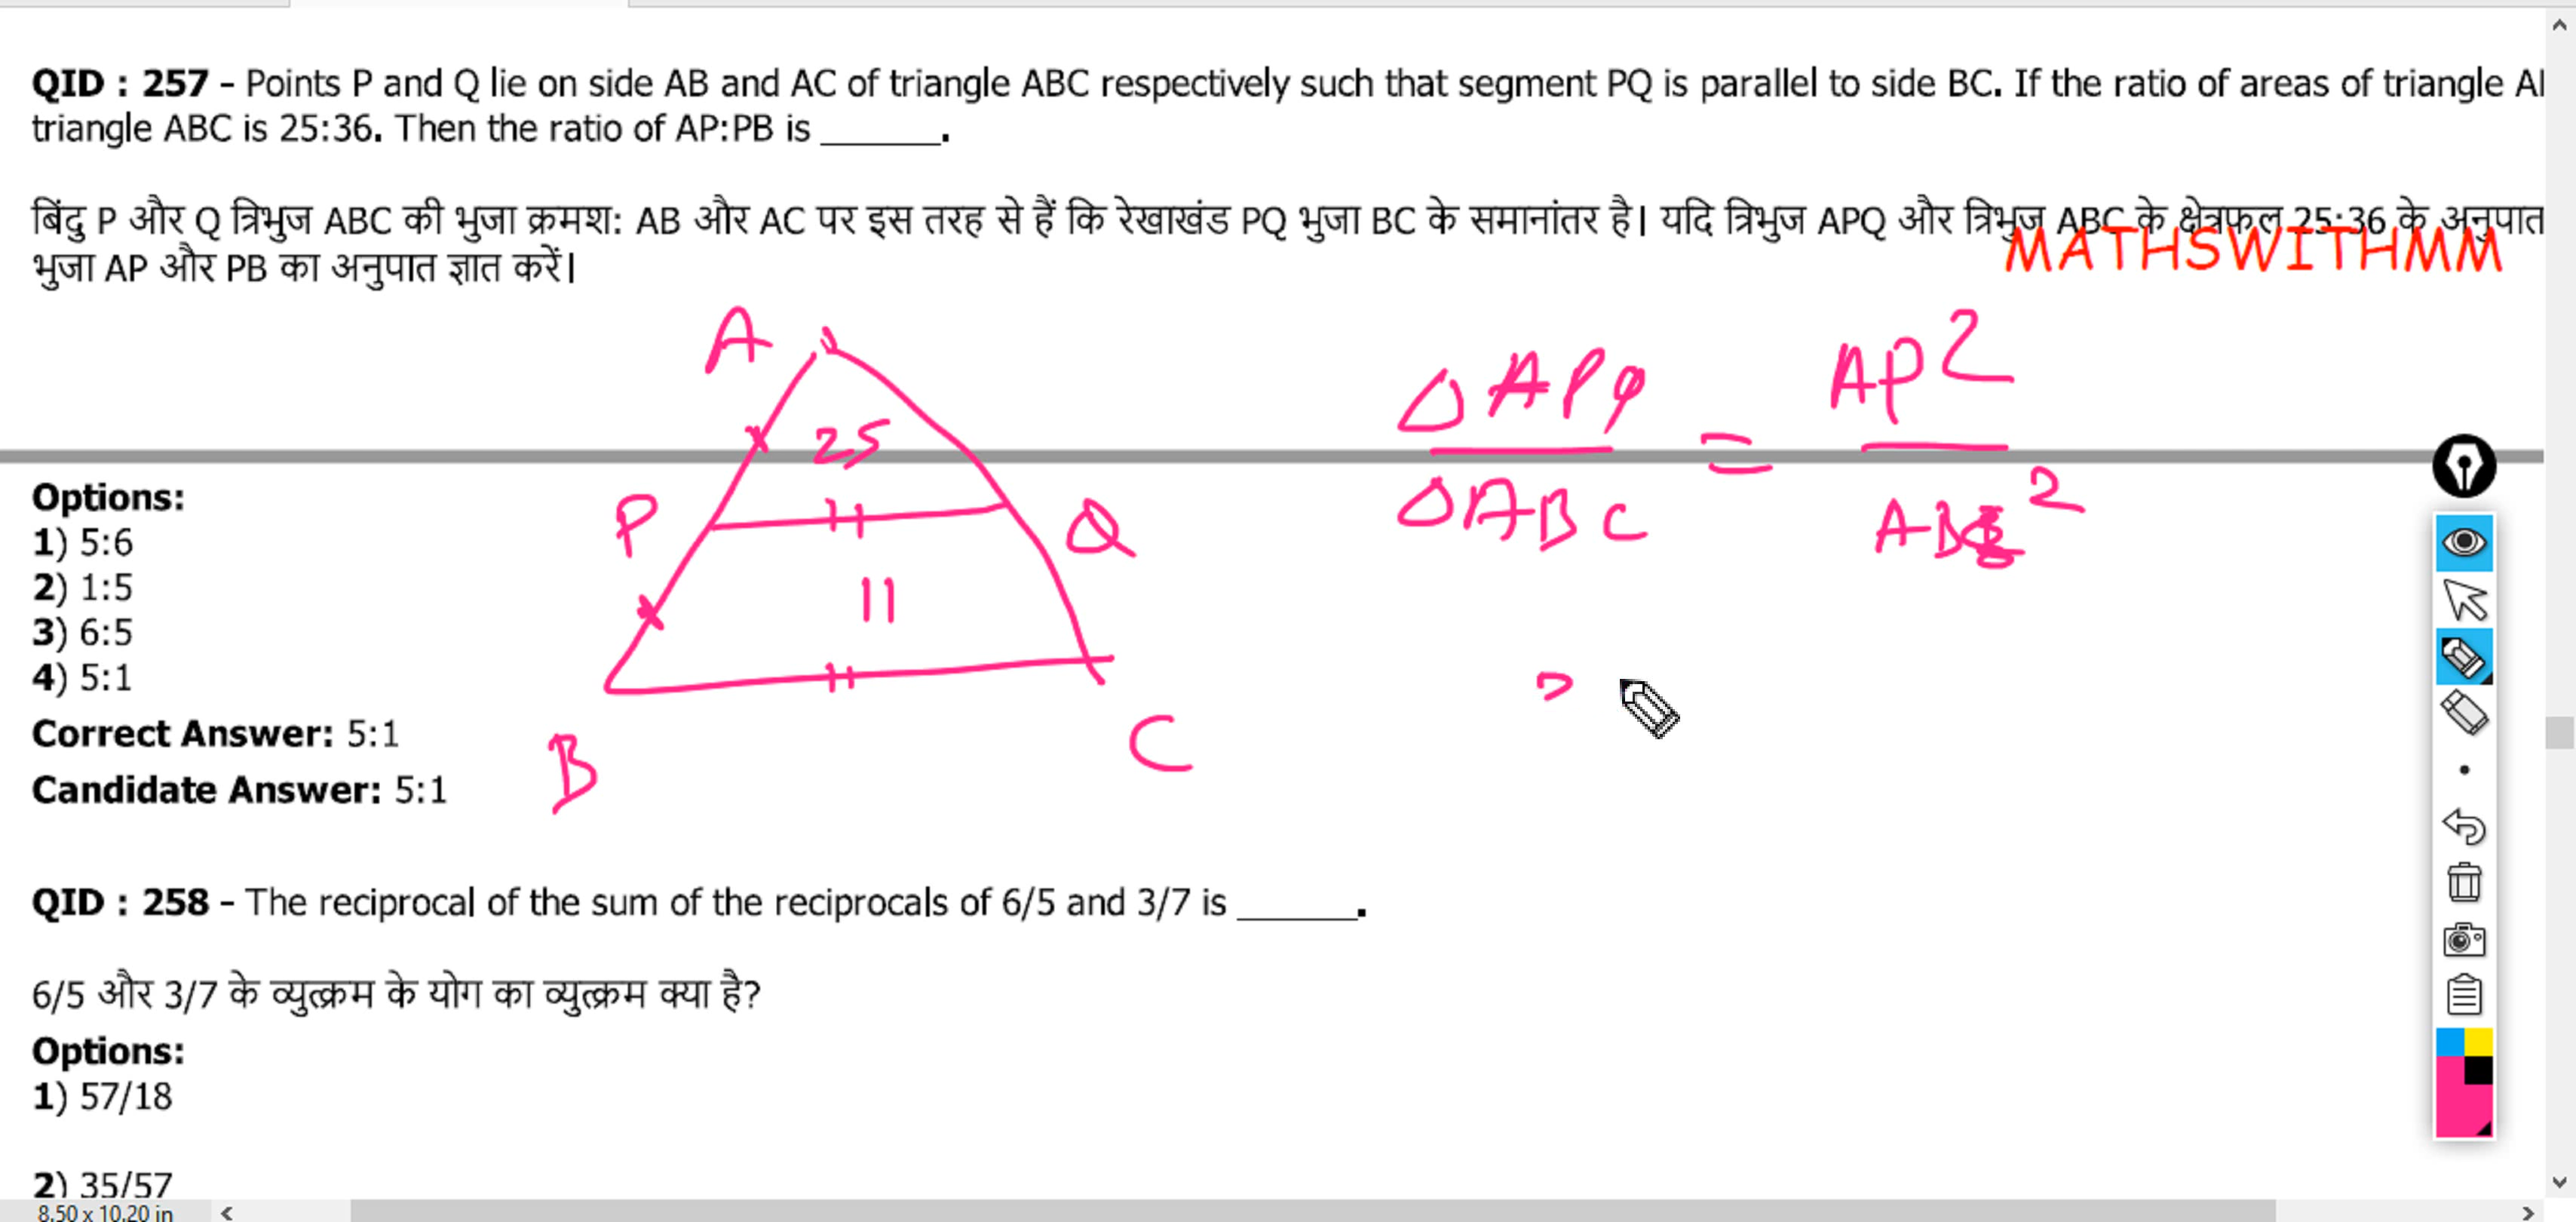 QID : 257 - Points P and Q lie on side AB and AC of triangle ABC respectively such that segment PQ is parallel to side BC. If the ratio of areas of triangle
triangle ABC is 25:36. Then the ratio of AP:PB is ______.
बिंदु P और Q त्रिभुज ABC की भुजा क्रमश: AB और AC पर इस तरह से हैं कि रेखाखंड PQ भुजा BC के समानांतर है। यदि त्रिभुज APQ और त्रिभुज ABC के क्षेत्रफल 25:36 के अनुपात
भुजा AP और PB का अनुपात ज्ञात करें।
MATHSWITHMM
A
25
P
Q
11
B
C
△APQ = AP²
△ABC
Options:
1) 5:6
2) 1:5
3) 6:5
4) 5:1
Correct Answer: 5:1
Candidate Answer: 5:1
QID : 258 - The reciprocal of the sum of the reciprocals of 6/5 and 3/7 is ______.
6/5 और 3/7 के व्युत्क्रम के योग का व्युत्क्रम क्या है?
Options:
1) 57/18
2) 35/57
8.50 x 10.20 in